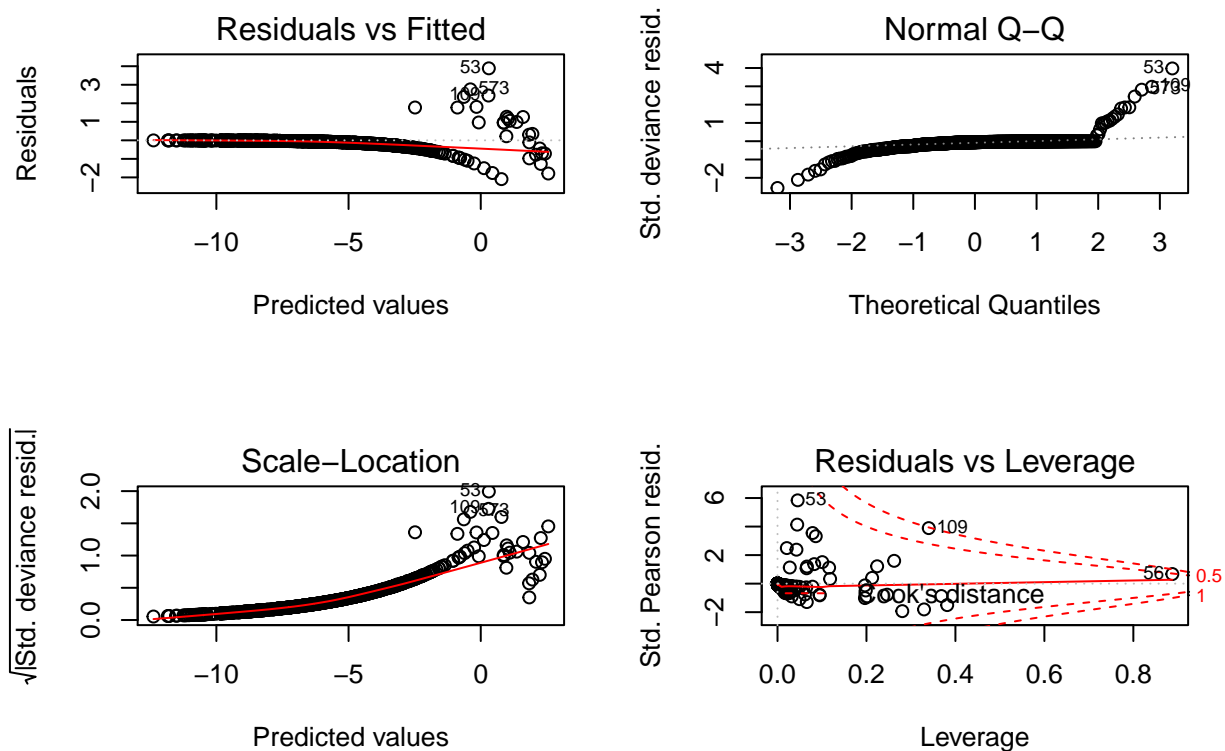 Residuals vs Fitted
Residuals
3
1
−2
53
573
109
−10 −5 0
Predicted values
Normal Q−Q
Std. deviance resid.
4
1
−2
53
109
573
−3 −2 −1 0 1 2 3
Theoretical Quantiles
Scale−Location
√|Std. deviance resid.|
2.0
1.0
0.0
53
109
573
−10 −5 0
Predicted values
Residuals vs Leverage
Std. Pearson resid.
6
2
−2
53
109
56
0.5
1
Cook's distance
0.0 0.2 0.4 0.6 0.8
Leverage